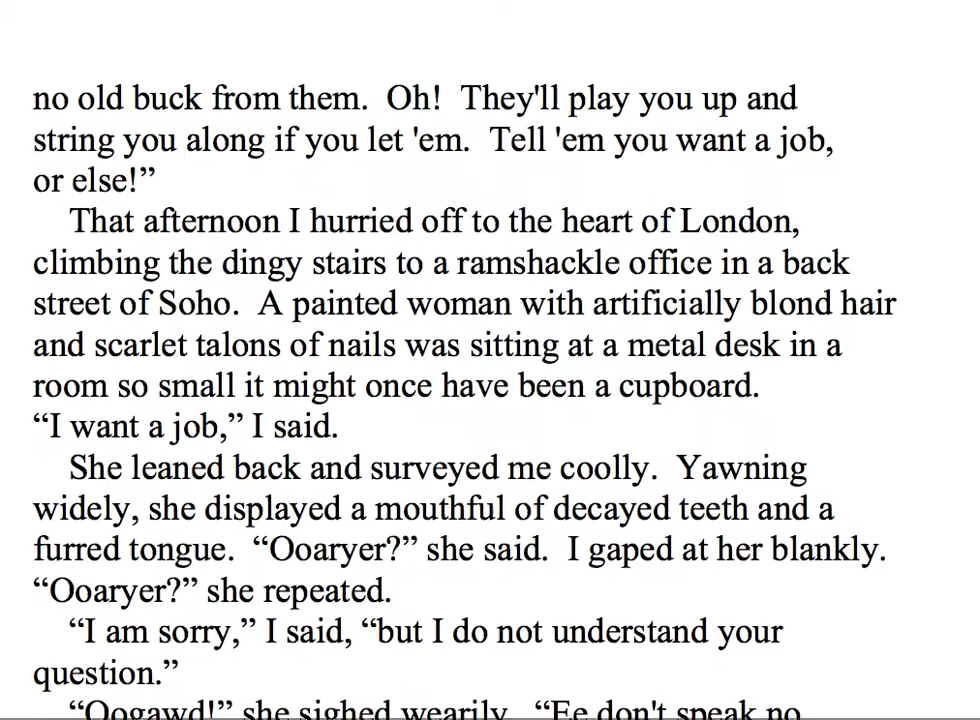 no old buck from them.  Oh!  They'll play you up and
string you along if you let 'em.  Tell 'em you want a job,
or else!”
That afternoon I hurried off to the heart of London,
climbing the dingy stairs to a ramshackle office in a back
street of Soho.  A painted woman with artificially blond hair
and scarlet talons of nails was sitting at a metal desk in a
room so small it might once have been a cupboard.
“I want a job,” I said.
She leaned back and surveyed me coolly.  Yawning
widely, she displayed a mouthful of decayed teeth and a
furred tongue.  “Ooaryer?” she said.  I gaped at her blankly.
“Ooaryer?” she repeated.
“I am sorry,” I said, “but I do not understand your
question.”
“Oogawd!” she sighed wearily.  “Ee don't speak no